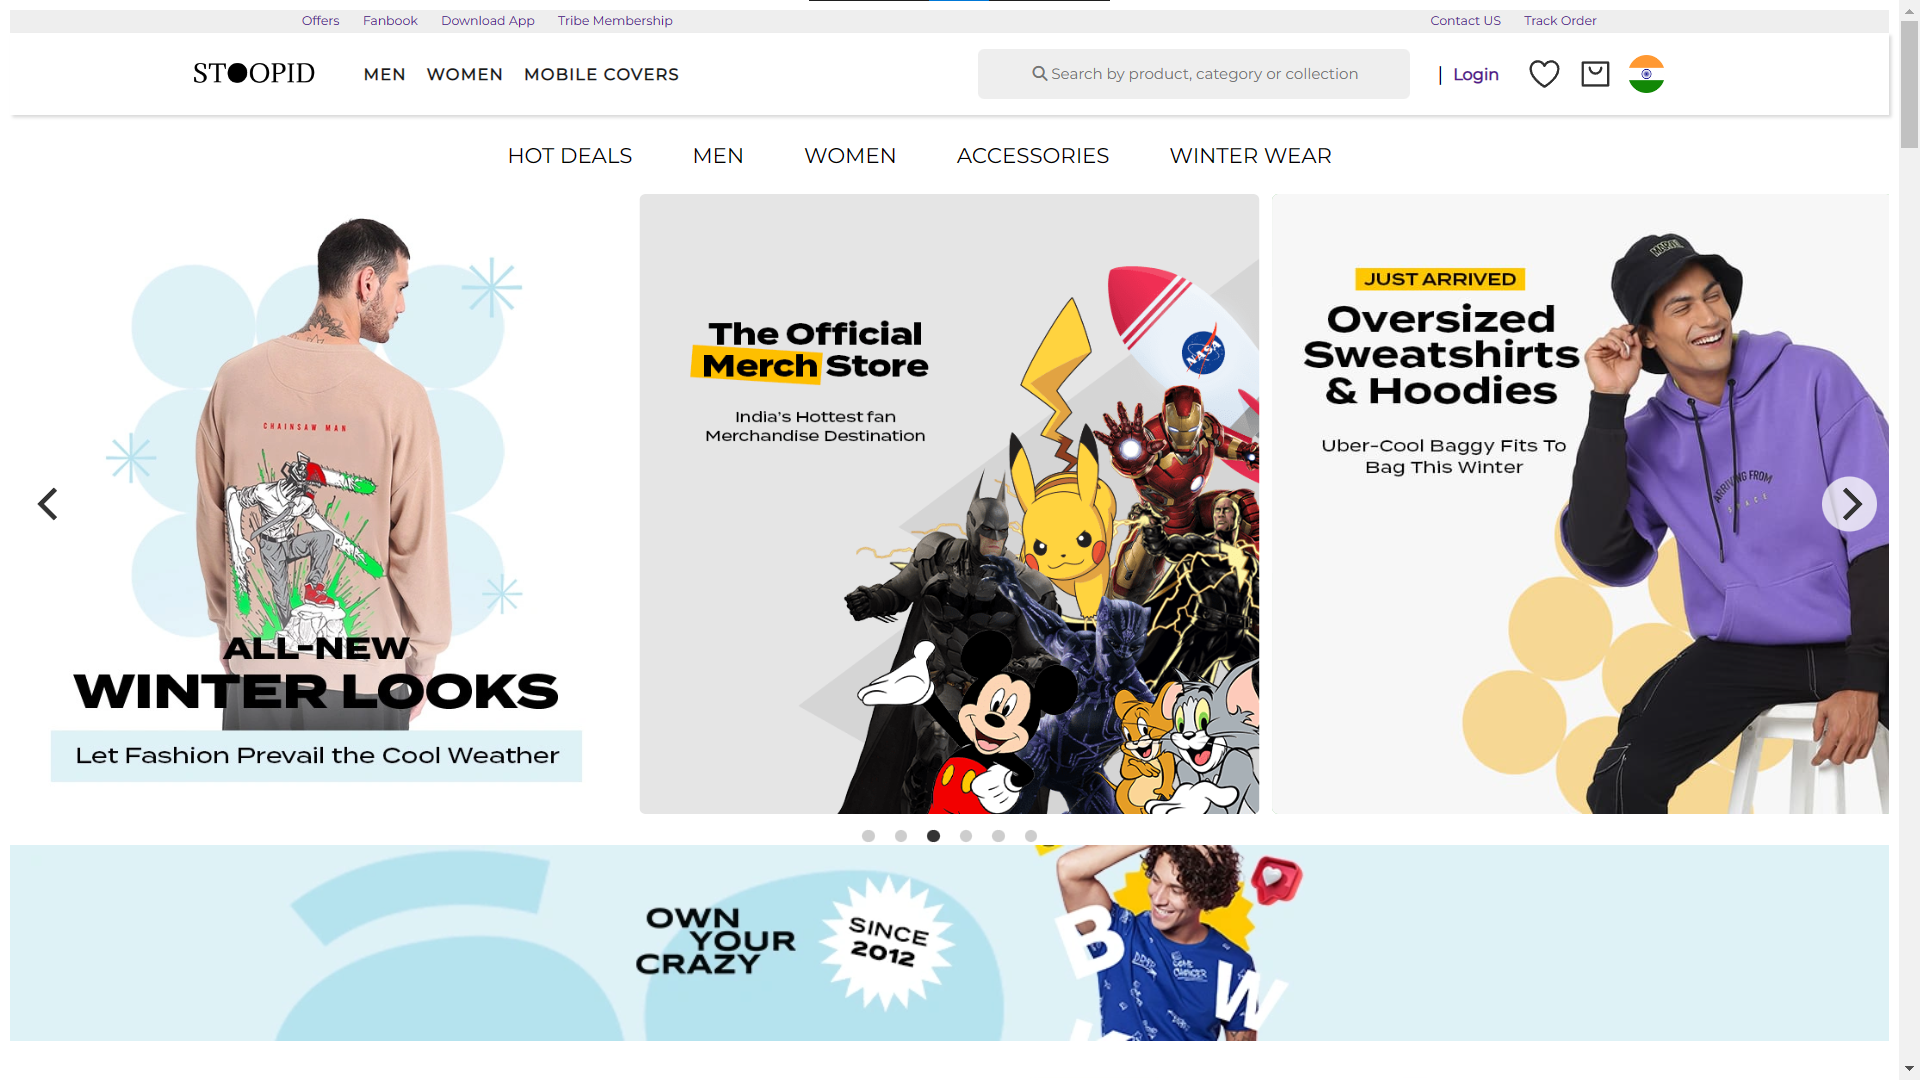 Offers Fanbook Download App Tribe Membership Contact US Track Order
ST●OPID MEN WOMEN MOBILE COVERS Search by product, category or collection | Login
HOT DEALS MEN WOMEN ACCESSORIES WINTER WEAR
CHAINSAW MAN
ALL-NEW
WINTER LOOKS
Let Fashion Prevail the Cool Weather
The Official
Merch Store
India's Hottest fan
Merchandise Destination
NASA
JUST ARRIVED
Oversized
Sweatshirts
& Hoodies
Uber-Cool Baggy Fits To
Bag This Winter
MARVEL
ARRIVING FROM
SPACE
OWN
YOUR
CRAZY
SINCE
2012
B
W